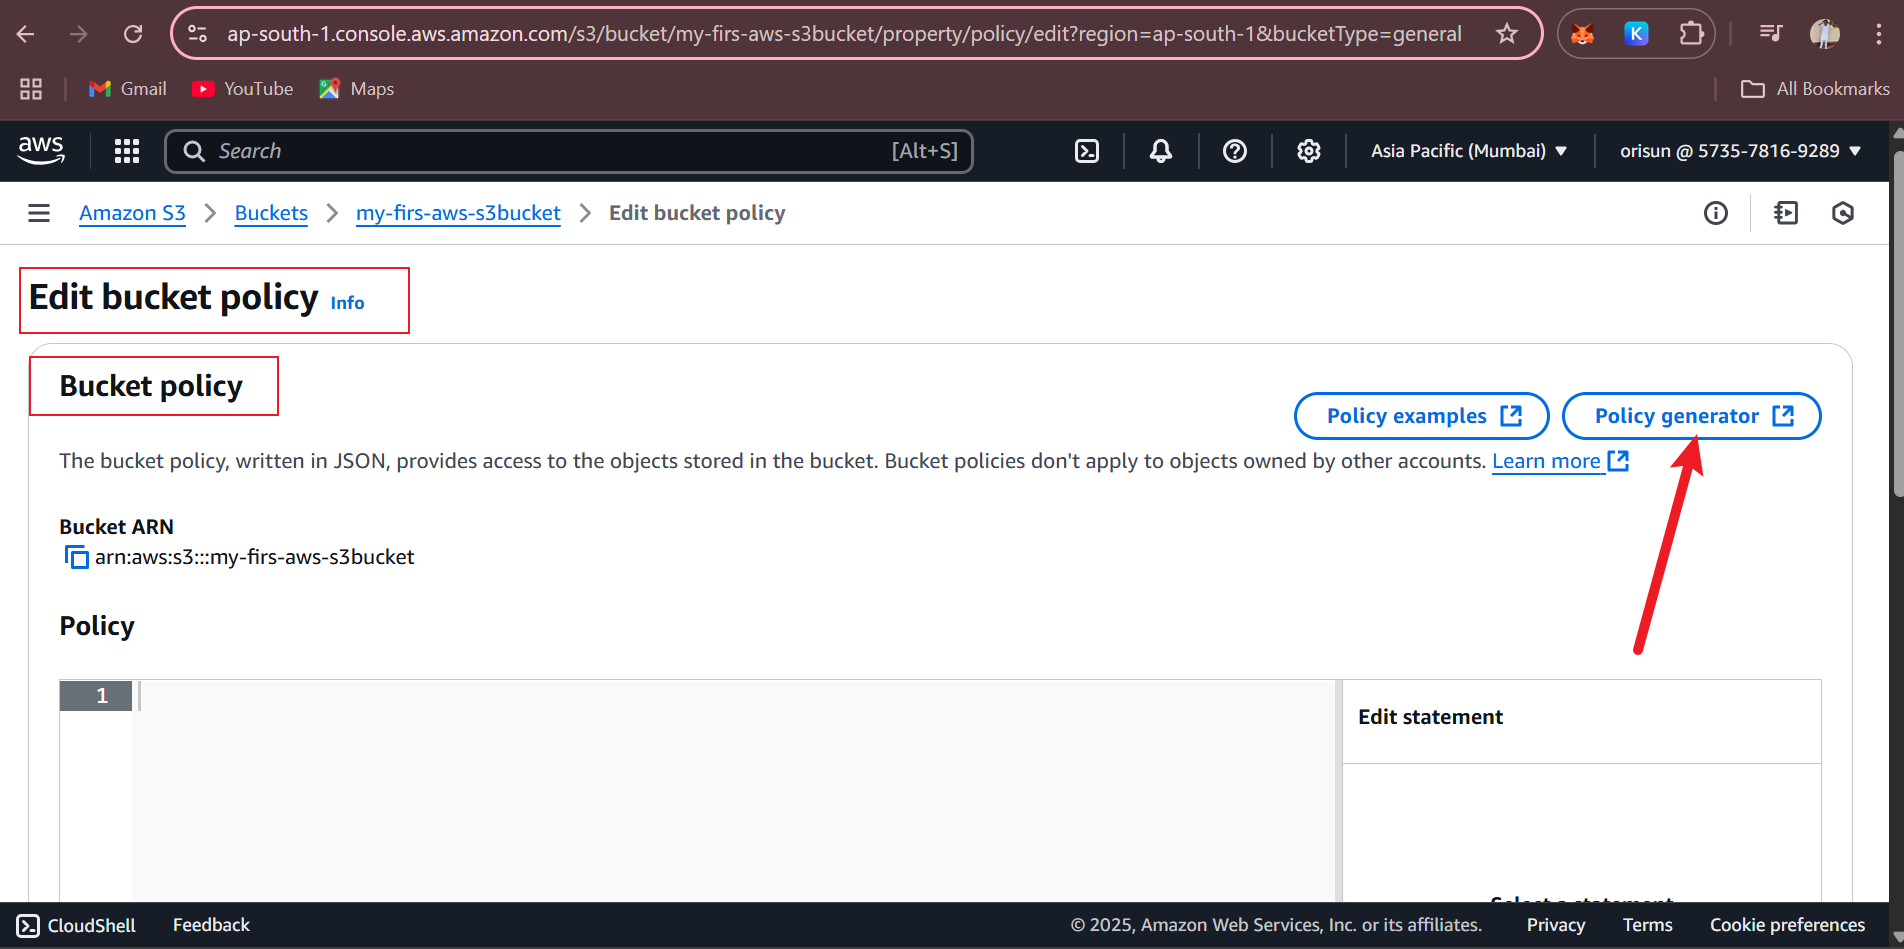 ap-south-1.console.aws.amazon.com/s3/bucket/my-firs-aws-s3bucket/property/policy/edit?region=ap-south-1&bucketType=general
K
Gmail
YouTube
Maps
All Bookmarks
aws
Search
[Alt+S]
Asia Pacific (Mumbai)
orisun @ 5735-7816-9289
Amazon S3
Buckets
my-firs-aws-s3bucket
Edit bucket policy
Edit bucket policy Info
Bucket policy
Policy examples
Policy generator
The bucket policy, written in JSON, provides access to the objects stored in the bucket. Bucket policies don't apply to objects owned by other accounts. Learn more
Bucket ARN
arn:aws:s3:::my-firs-aws-s3bucket
Policy
1
Edit statement
Select a statement
CloudShell
Feedback
© 2025, Amazon Web Services, Inc. or its affiliates.
Privacy
Terms
Cookie preferences